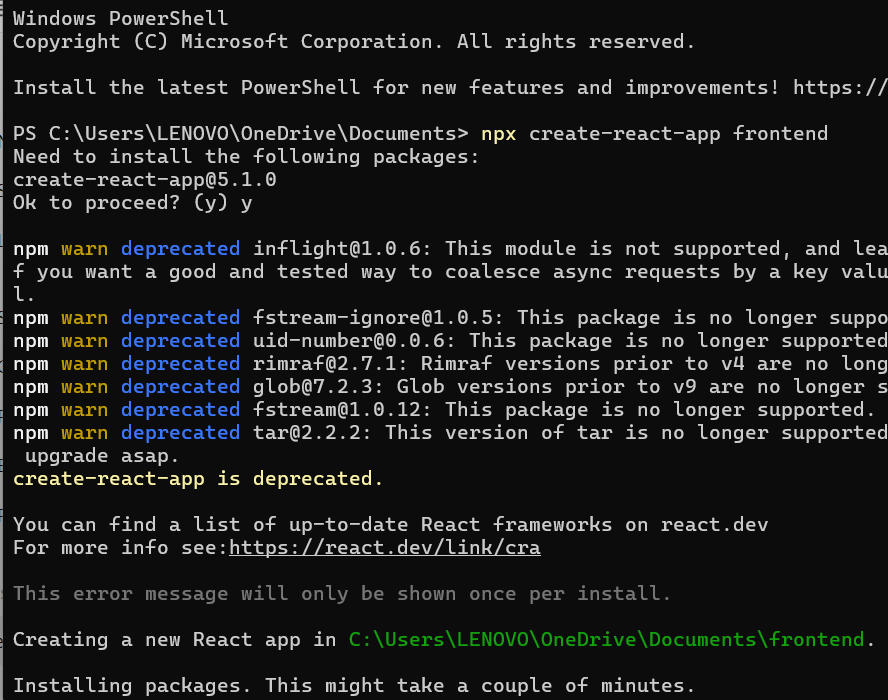 Windows PowerShell
Copyright (C) Microsoft Corporation. All rights reserved.
Install the latest PowerShell for new features and improvements! https://
PS C:\Users\LENOVO\OneDrive\Documents> npx create-react-app frontend
Need to install the following packages:
create-react-app@5.1.0
Ok to proceed? (y) y
npm warn deprecated inflight@1.0.6: This module is not supported, and lea
f you want a good and tested way to coalesce async requests by a key valu
l.
npm warn deprecated fstream-ignore@1.0.5: This package is no longer suppo
npm warn deprecated uid-number@0.0.6: This package is no longer supported
npm warn deprecated rimraf@2.7.1: Rimraf versions prior to v4 are no long
npm warn deprecated glob@7.2.3: Glob versions prior to v9 are no longer s
npm warn deprecated fstream@1.0.12: This package is no longer supported.
npm warn deprecated tar@2.2.2: This version of tar is no longer supported
upgrade asap.
create-react-app is deprecated.
You can find a list of up-to-date React frameworks on react.dev
For more info see:https://react.dev/link/cra
This error message will only be shown once per install.
Creating a new React app in C:\Users\LENOVO\OneDrive\Documents\frontend.
Installing packages. This might take a couple of minutes.